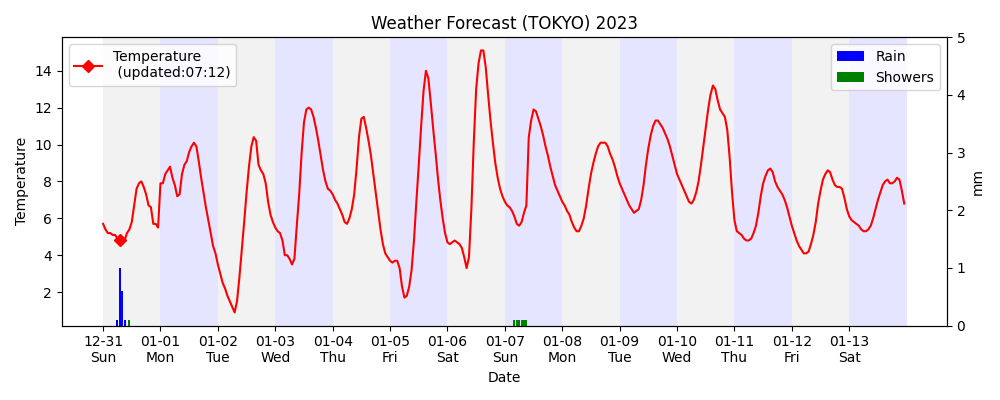 Weather Forecast (TOKYO) 2023
Temperature
(updated:07:12)
Rain
Showers
Temperature
14
12
10
8
6
4
2
5
4
3
2
1
0
mm
12-31 01-01 01-02 01-03 01-04 01-05 01-06 01-07 01-08 01-09 01-10 01-11 01-12 01-13
Sun Mon Tue Wed Thu Fri Sat Sun Mon Tue Wed Thu Fri Sat
Date